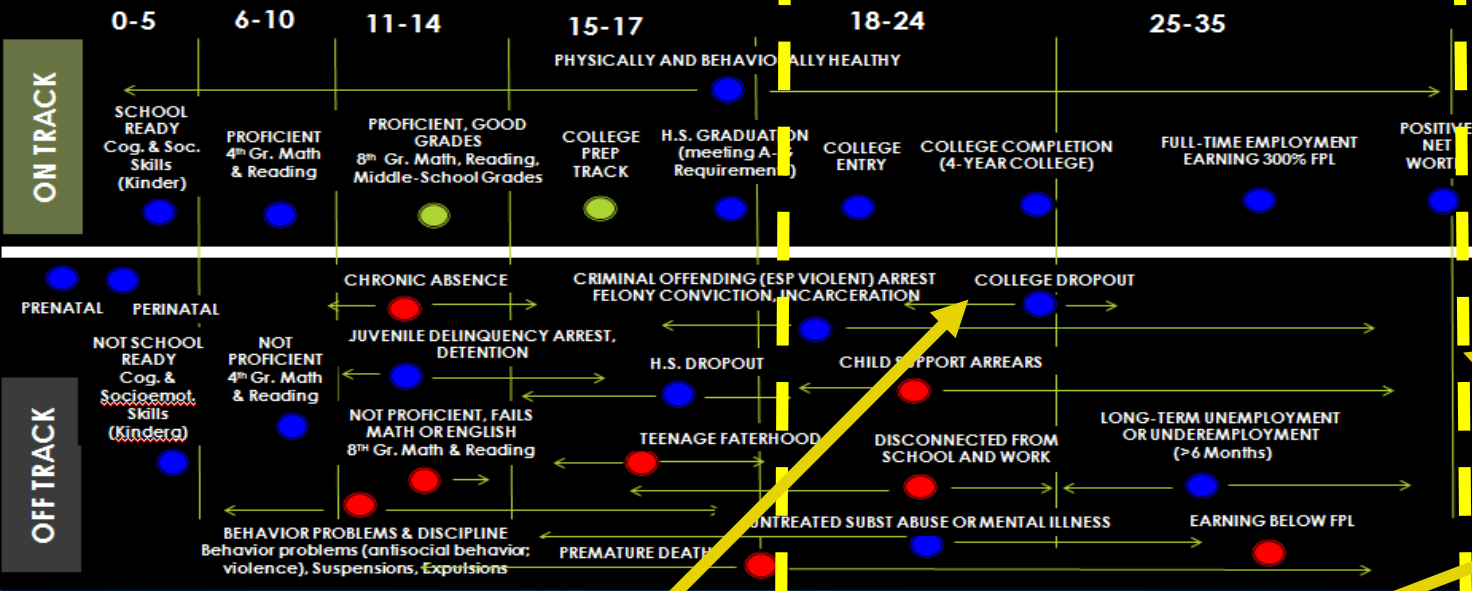 0-5
6-10
11-14
15-17
18-24
25-35
ON TRACK
PHYSICALLY AND BEHAVIORALLY HEALTHY
SCHOOL
READY
Cog. & Soc.
Skills
(Kinder)
PROFICIENT
4th Gr. Math
& Reading
PROFICIENT, GOOD
GRADES
8th Gr. Math, Reading,
Middle-School Grades
COLLEGE
PREP
TRACK
H.S. GRADUATION
(meeting A-G
Requirements)
COLLEGE
ENTRY
COLLEGE COMPLETION
(4-YEAR COLLEGE)
FULL-TIME EMPLOYMENT
EARNING 300% FPL
POSITIVE
NET
WORTH
OFF TRACK
PRENATAL
PERINATAL
NOT SCHOOL
READY
Cog. &
Socioemot.
Skills
(Kinderg)
NOT
PROFICIENT
4th Gr. Math
& Reading
CHRONIC ABSENCE
JUVENILE DELINQUENCY ARREST,
DETENTION
NOT PROFICIENT, FAILS
MATH OR ENGLISH
8TH Gr. Math & Reading
BEHAVIOR PROBLEMS & DISCIPLINE
Behavior problems (antisocial behavior;
violence), Suspensions, Expulsions
CRIMINAL OFFENDING (ESP VIOLENT) ARREST
FELONY CONVICTION, INCARCERATION
H.S. DROPOUT
TEENAGE FATERHOOD
PREMATURE DEATH
COLLEGE DROPOUT
CHILD SUPPORT ARREARS
DISCONNECTED FROM
SCHOOL AND WORK
UNTREATED SUBST ABUSE OR MENTAL ILLNESS
LONG-TERM UNEMPLOYMENT
OR UNDEREMPLOYMENT
(>6 Months)
EARNING BELOW FPL